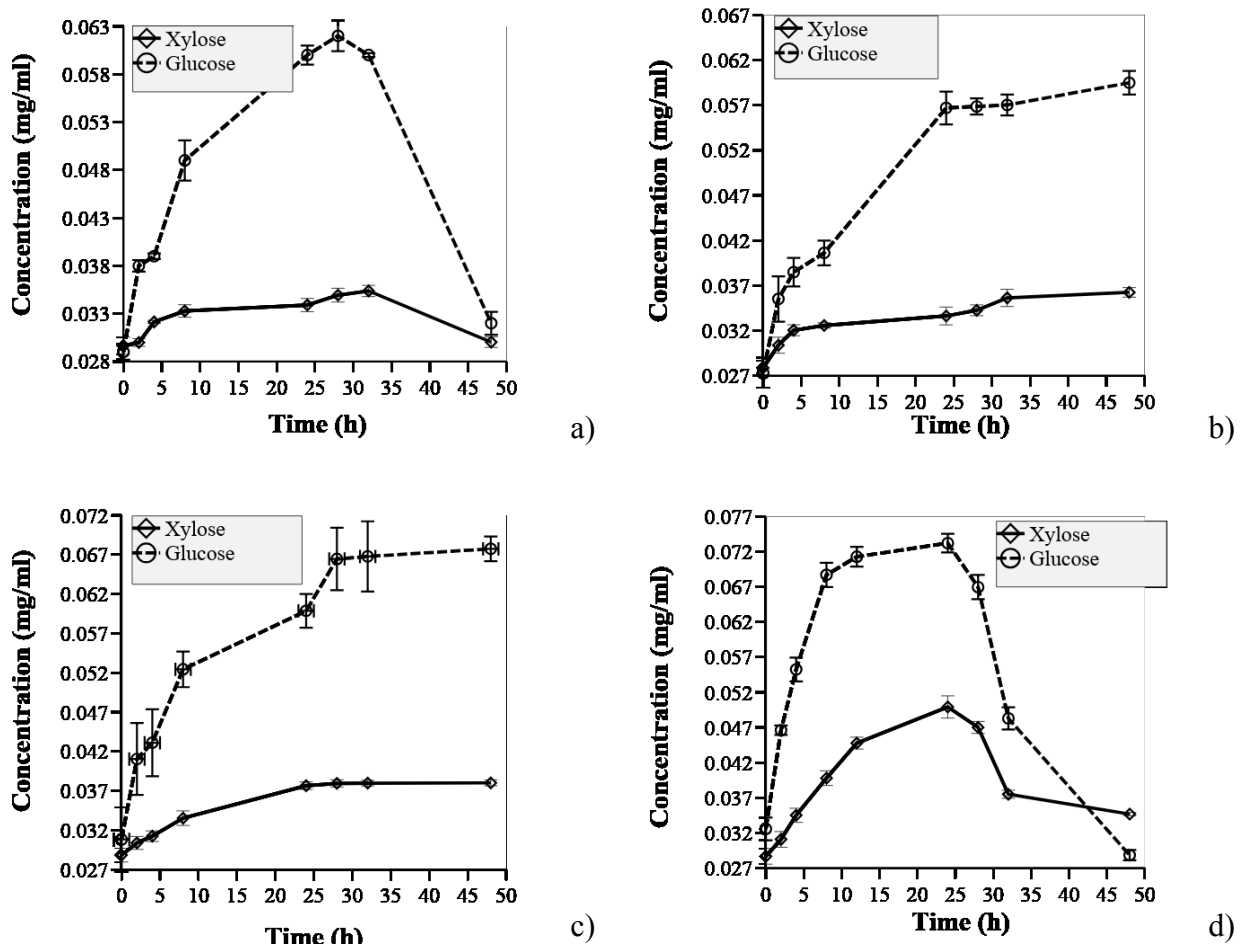 Xylose
Glucose
0.063
0.058
0.053
0.048
0.043
0.038
0.033
0.028
Concentration (mg/ml)
0 5 10 15 20 25 30 35 40 45 50
Time (h)
a)
Xylose
Glucose
0.067
0.062
0.057
0.052
0.047
0.042
0.037
0.032
0.027
Concentration (mg/ml)
0 5 10 15 20 25 30 35 40 45 50
Time (h)
b)
Xylose
Glucose
0.072
0.067
0.062
0.057
0.052
0.047
0.042
0.037
0.032
0.027
Concentration (mg/ml)
0 5 10 15 20 25 30 35 40 45 50
Time (h)
c)
Xylose
Glucose
0.077
0.072
0.067
0.062
0.057
0.052
0.047
0.042
0.037
0.032
0.027
Concentration (mg/ml)
0 5 10 15 20 25 30 35 40 45 50
Time (h)
d)